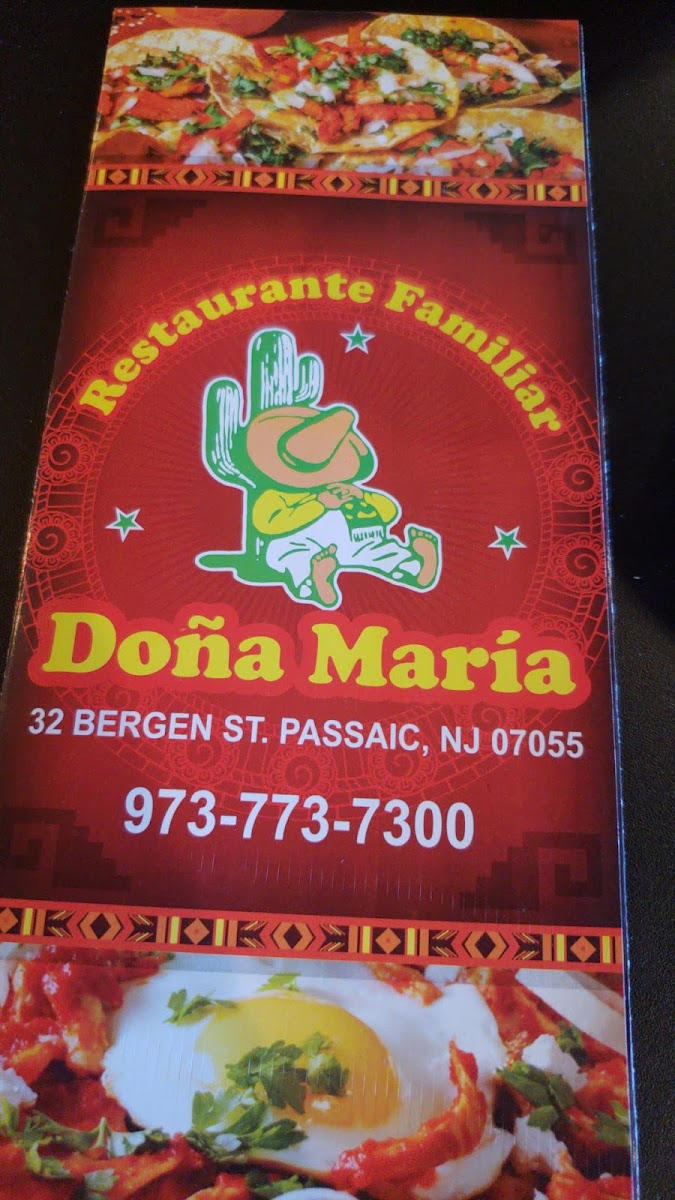 Restaurante Familiar
Doña María
32 BERGEN ST. PASSAIC, NJ 07055
973-773-7300